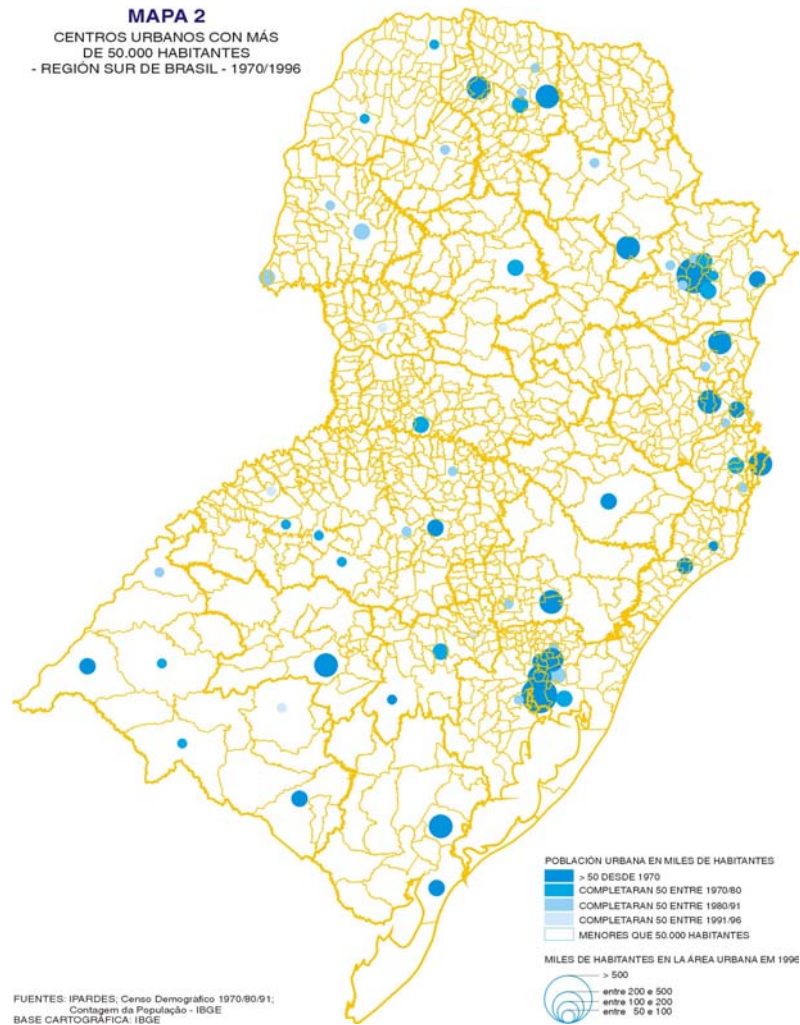 MAPA 2
CENTROS URBANOS CON MÁS
DE 50.000 HABITANTES
- REGIÓN SUR DE BRASIL - 1970/1996
POBLACIÓN URBANA EN MILES DE HABITANTES
> 50 DESDE 1970
COMPLETARAN 50 ENTRE 1970/80
COMPLETARAN 50 ENTRE 1980/91
COMPLETARAN 50 ENTRE 1991/96
MENORES QUE 50.000 HABITANTES
MILES DE HABITANTES EN LA ÁREA URBANA EM 1996
> 500
entre 200 e 500
entre 100 e 200
entre 50 e 100
FUENTES: IPARDES; Censo Demográfico 1970/80/91;
Contagem da População - IBGE
BASE CARTOGRÁFICA: IBGE